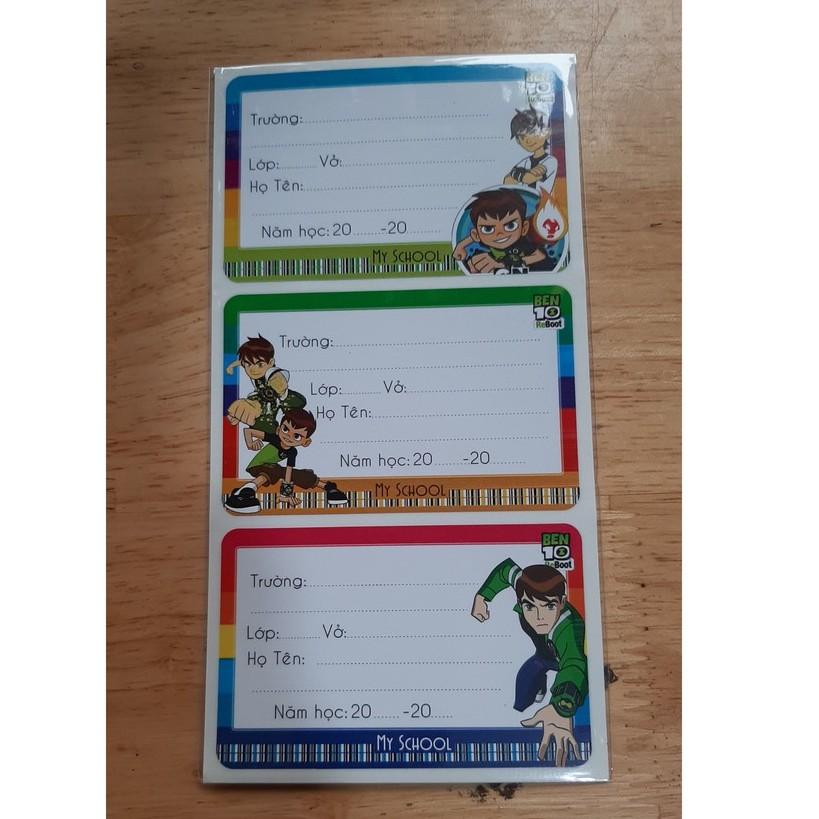 BEN
10
ReBoot
Trường:
Lớp: Vở:
Họ Tên:
Năm học: 20 -20
My School
BEN
10
ReBoot
Trường:
Lớp: Vở:
Họ Tên:
Năm học: 20 -20
My School
BEN
10
ReBoot
Trường:
Lớp: Vở:
Họ Tên:
Năm học: 20 -20
My School